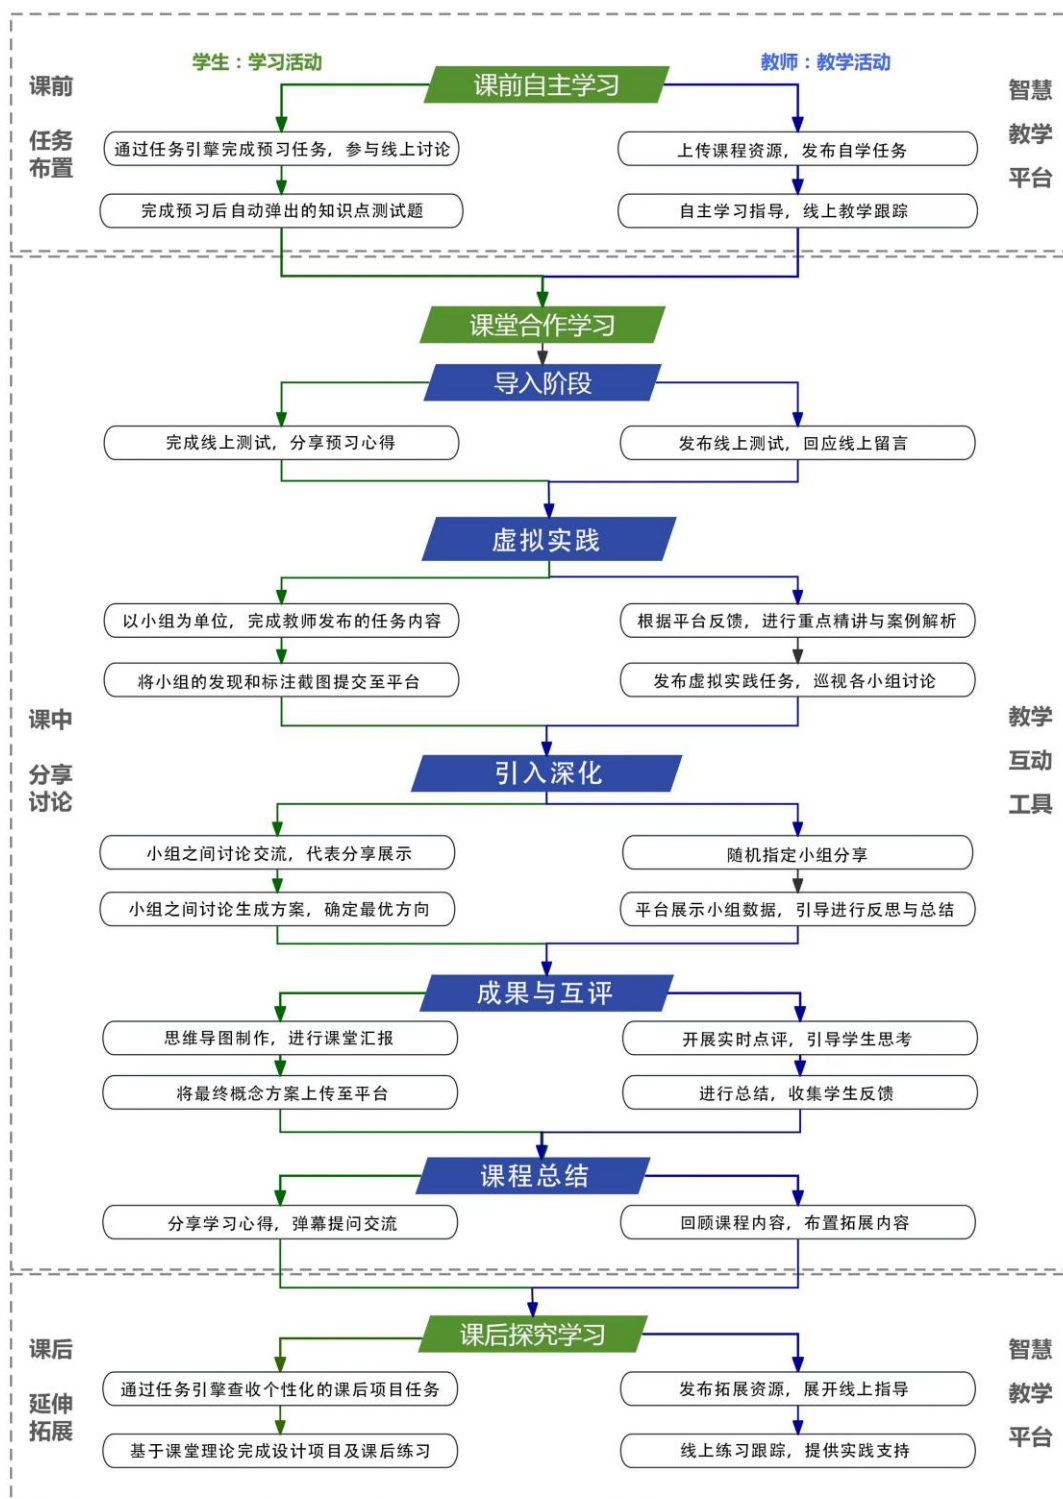 学生：学习活动
教师：教学活动
课前
任务
布置
智慧
教学
平台
课前自主学习
通过任务引擎完成预习任务，参与线上讨论
上传课程资源，发布自学任务
完成预习后自动弹出的知识点测试题
自主学习指导，线上教学跟踪
课堂合作学习
导入阶段
完成线上测试，分享预习心得
发布线上测试，回应线上留言
虚拟实践
以小组为单位，完成教师发布的任务内容
根据平台反馈，进行重点精讲与案例解析
将小组的发现和标注截图提交至平台
发布虚拟实践任务，巡视各小组讨论
课中
分享
讨论
教学
互动
工具
引入深化
小组之间讨论交流，代表分享展示
随机指定小组分享
小组之间讨论生成方案，确定最优方向
平台展示小组数据，引导进行反思与总结
成果与互评
思维导图制作，进行课堂汇报
开展实时点评，引导学生思考
将最终概念方案上传至平台
进行总结，收集学生反馈
课程总结
分享学习心得，弹幕提问交流
回顾课程内容，布置拓展内容
课后探究学习
课后
延伸
拓展
智慧
教学
平台
通过任务引擎查收个性化的课后项目任务
发布拓展资源，展开线上指导
基于课堂理论完成设计项目及课后练习
线上练习跟踪，提供实践支持